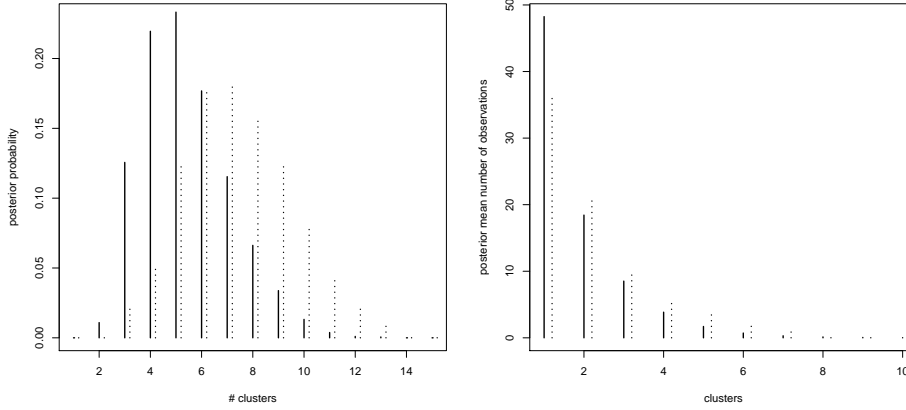 0.00 0.05 0.10 0.15 0.20
posterior probability
2 4 6 8 10 12 14
# clusters
0 10 20 30 40 50
posterior mean number of observations
2 4 6 8 10
clusters